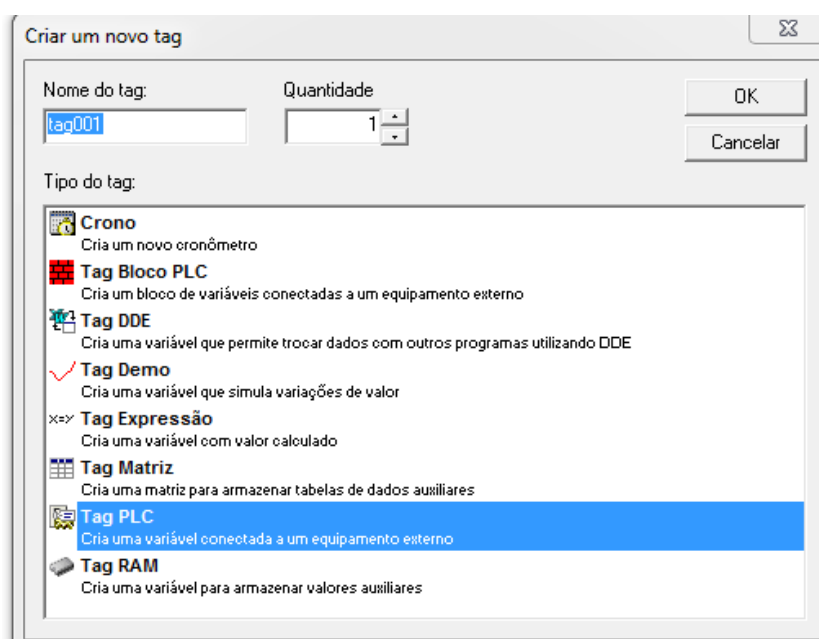 Criar um novo tag
Nome do tag:
Quantidade
tag001
1
OK
Cancelar
Tipo do tag:
Crono
Cria um novo cronômetro
Tag Bloco PLC
Cria um bloco de variáveis conectadas a um equipamento externo
Tag DDE
Cria uma variável que permite trocar dados com outros programas utilizando DDE
Tag Demo
Cria uma variável que simula variações de valor
X=Y Tag Expressão
Cria uma variável com valor calculado
Tag Matriz
Cria uma matriz para armazenar tabelas de dados auxiliares
Tag PLC
Cria uma variável conectada a um equipamento externo
Tag RAM
Cria uma variável para armazenar valores auxiliares